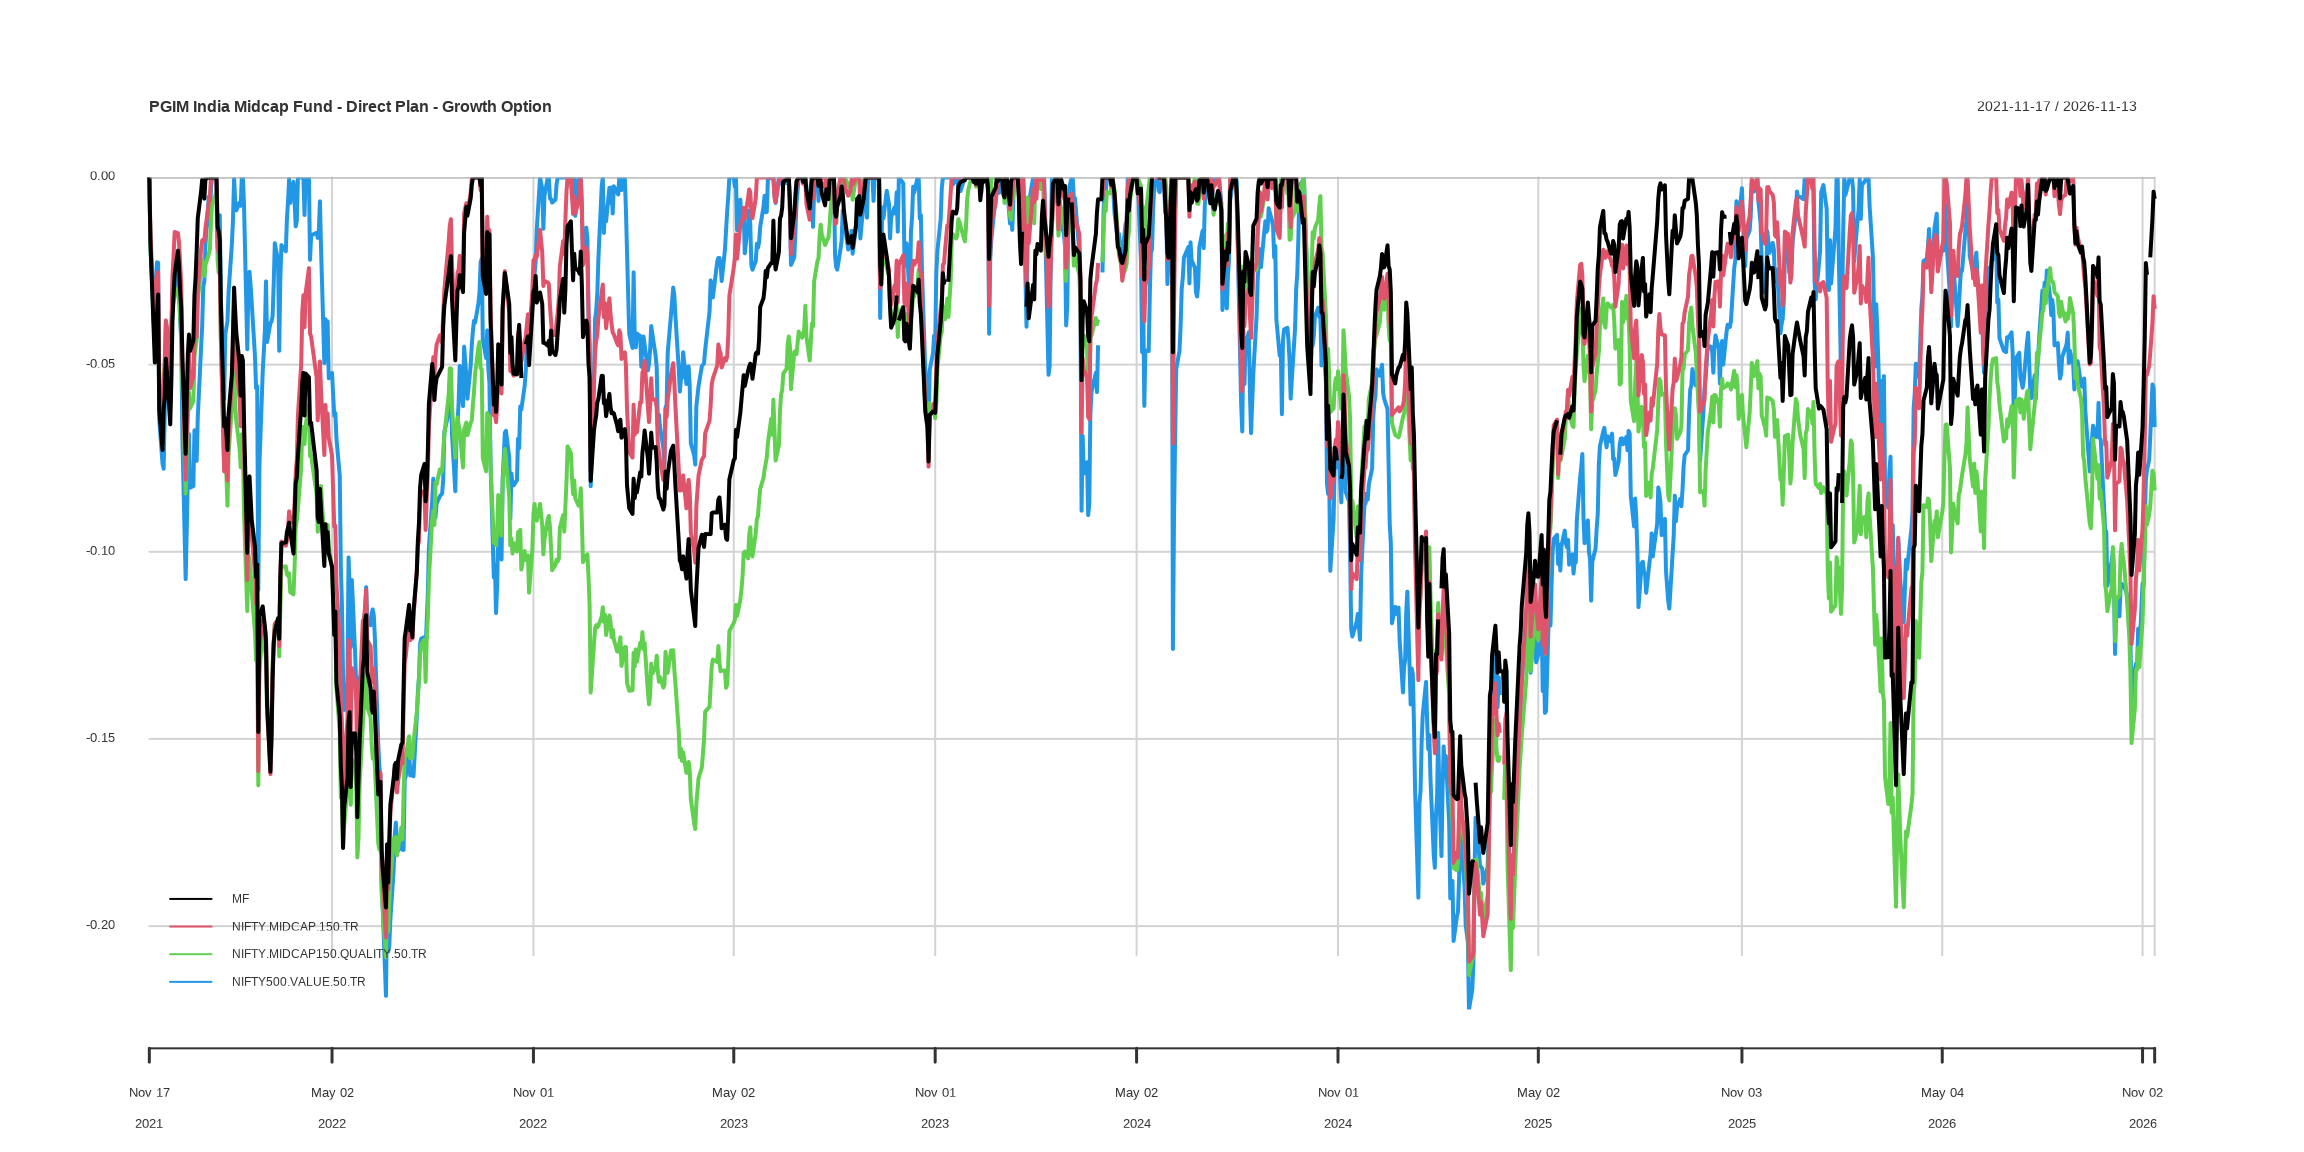 PGIM India Midcap Fund - Direct Plan - Growth Option
2021-11-17 / 2026-11-13
0.00
-0.05
-0.10
-0.15
-0.20
MF
NIFTY.MIDCAP.150.TR
NIFTY.MIDCAP150.QUALITY.50.TR
NIFTY500.VALUE.50.TR
Nov 17 May 02 Nov 01 May 02 Nov 01 May 02 Nov 01 May 02 Nov 03 May 04 Nov 02
2021 2022 2022 2023 2023 2024 2024 2025 2025 2026 2026